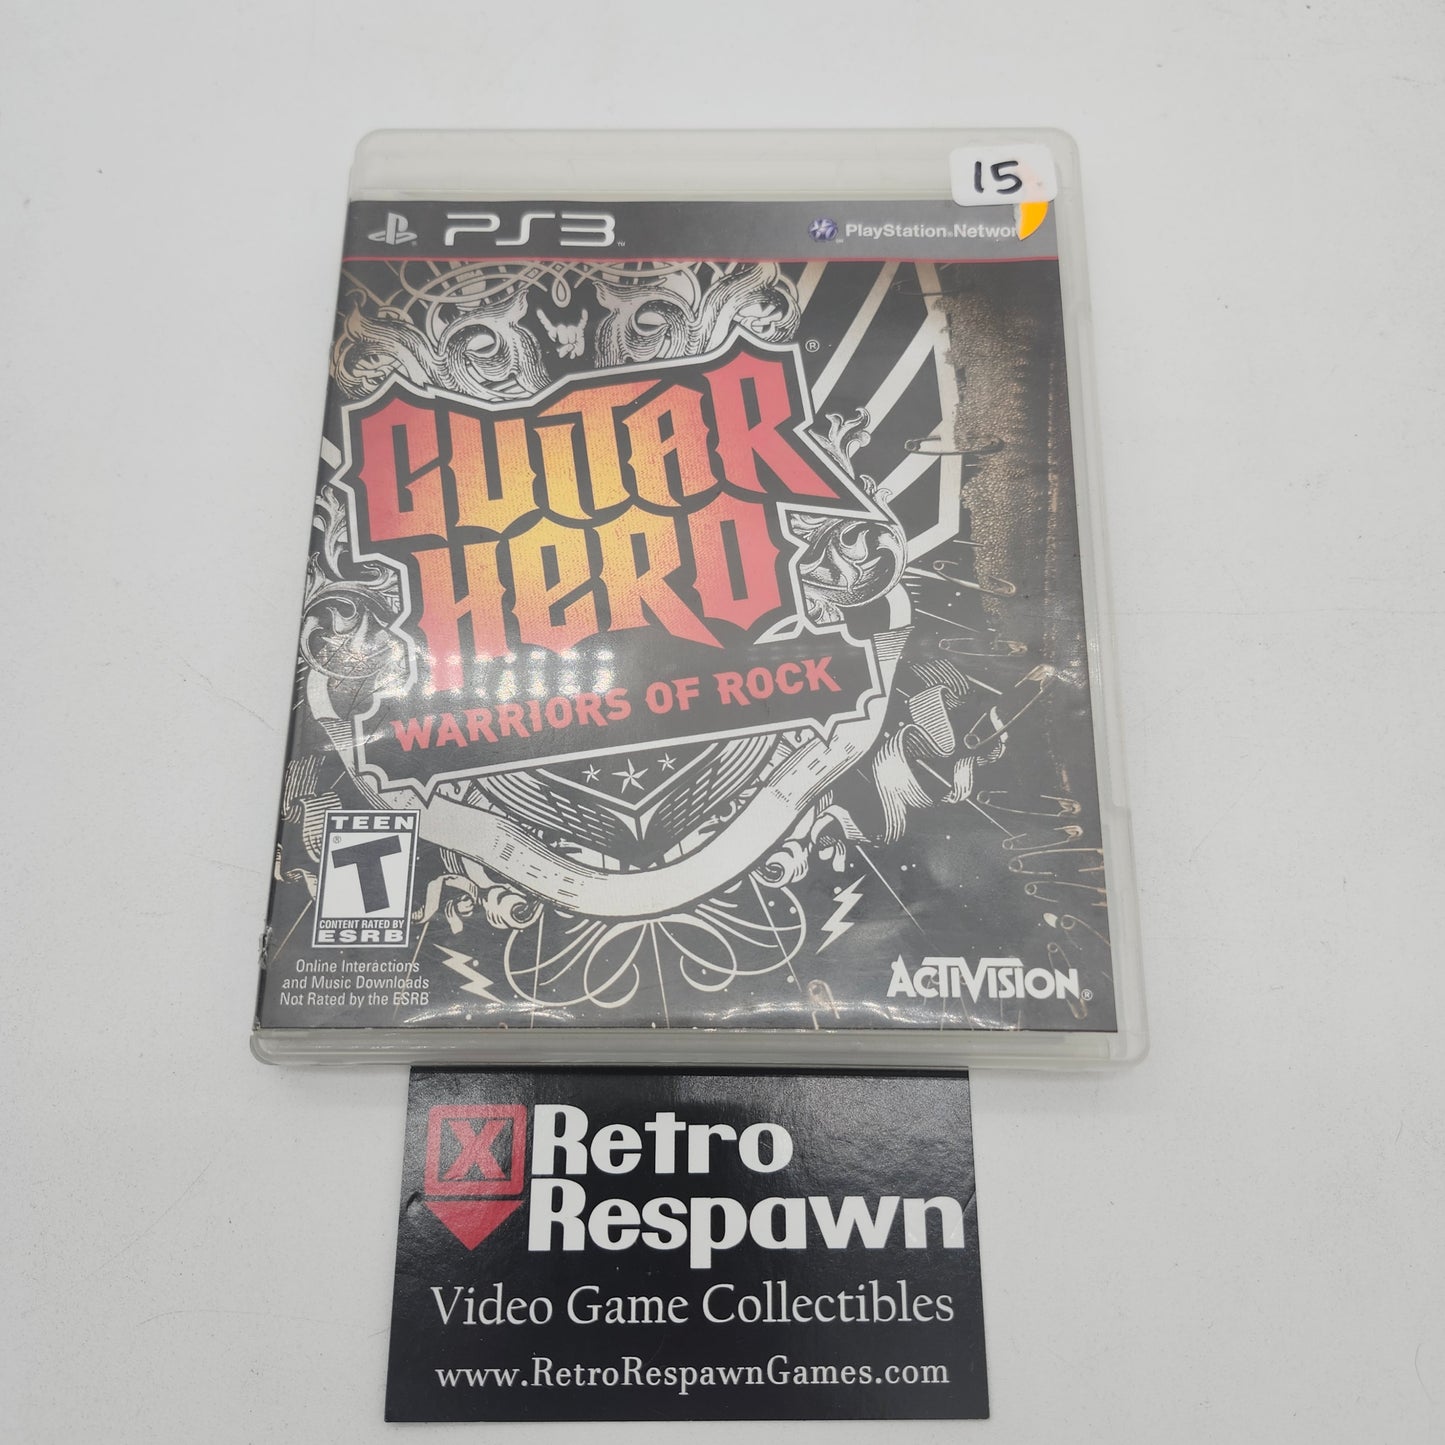 15
PS3
PlayStation®Networ
GUITAR
HERO
WARRIORS OF ROCK
TEEN
T
CONTENT RATED BY
ESRB
Online Interactions
and Music Downloads
Not Rated by the ESRB
ACTIVISION®
Retro
Respawn
Video Game Collectibles
www.RetroRespawnGames.com